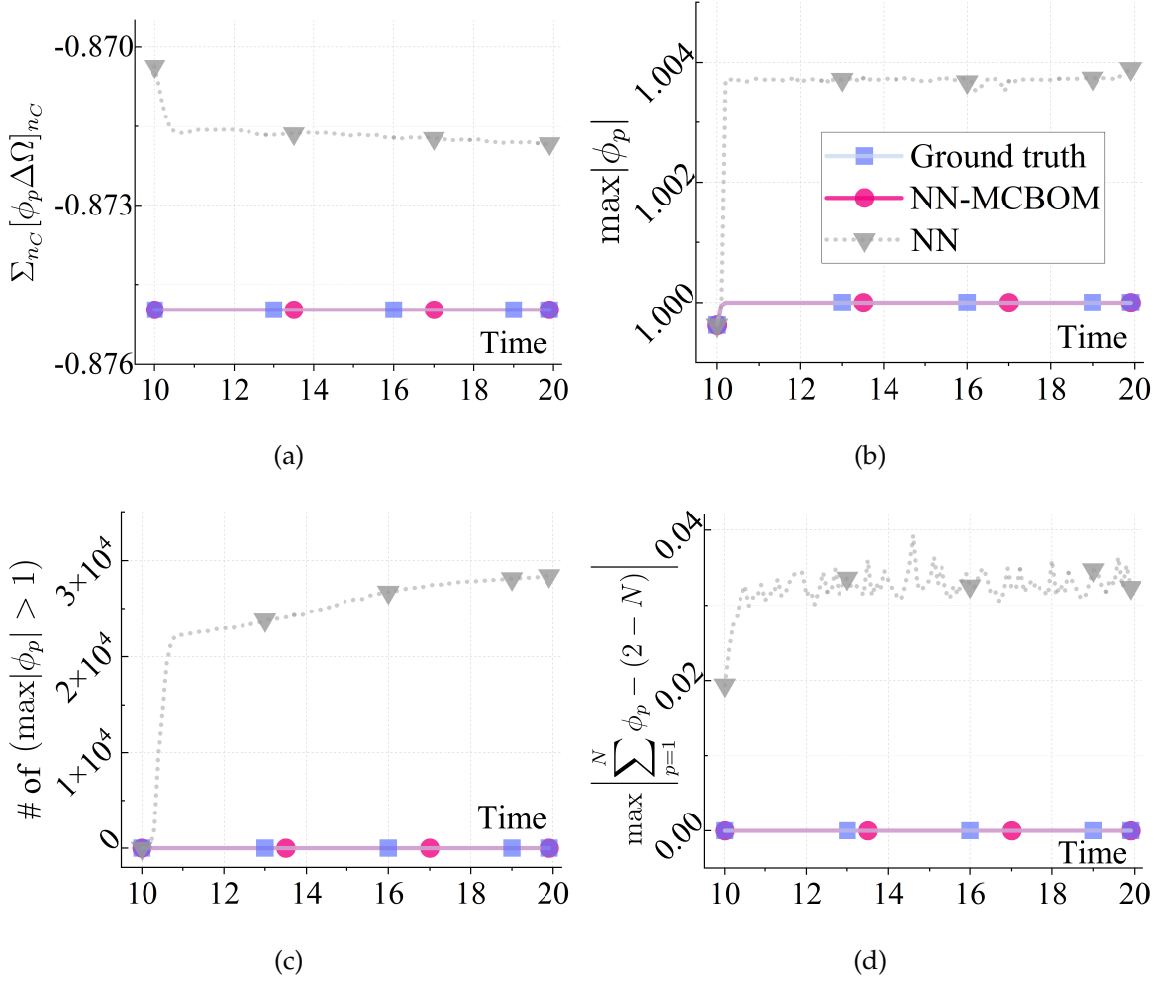 -0.870
-0.873
-0.876
Σ_{n_C}[ϕ_pΔΩ]_{n_C}
Time
10 12 14 16 18 20
(a)
1.004
1.002
1.000
max|ϕ_p|
Ground truth
NN-MCBOM
NN
Time
10 12 14 16 18 20
(b)
3×10⁴
2×10⁴
1×10⁴
0
# of (max|ϕ_p| > 1)
Time
10 12 14 16 18 20
(c)
0.04
0.02
0.00
max |∑_{p=1}^{N} ϕ_p − (2 − N)|
Time
10 12 14 16 18 20
(d)